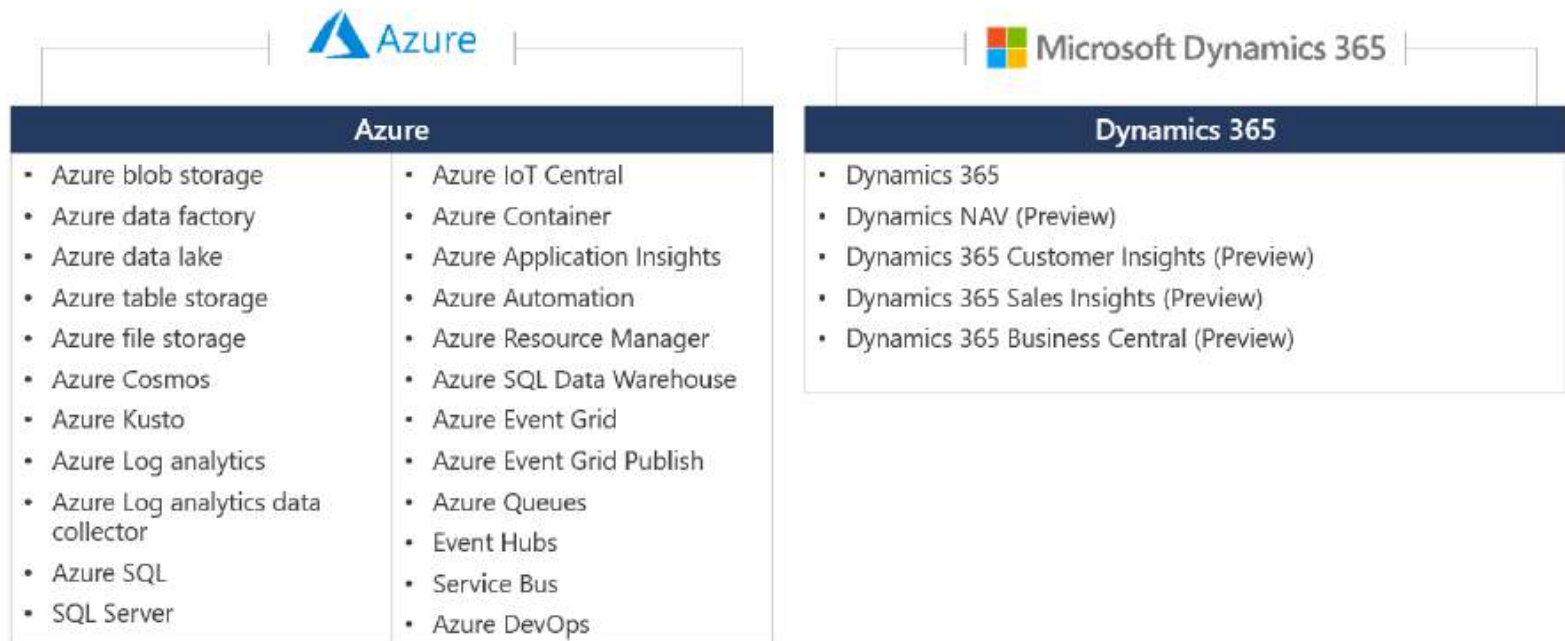 Azure
Microsoft Dynamics 365
Azure
• Azure blob storage
• Azure data factory
• Azure data lake
• Azure table storage
• Azure file storage
• Azure Cosmos
• Azure Kusto
• Azure Log analytics
• Azure Log analytics data
collector
• Azure SQL
• SQL Server
• Azure IoT Central
• Azure Container
• Azure Application Insights
• Azure Automation
• Azure Resource Manager
• Azure SQL Data Warehouse
• Azure Event Grid
• Azure Event Grid Publish
• Azure Queues
• Event Hubs
• Service Bus
• Azure DevOps
Dynamics 365
• Dynamics 365
• Dynamics NAV (Preview)
• Dynamics 365 Customer Insights (Preview)
• Dynamics 365 Sales Insights (Preview)
• Dynamics 365 Business Central (Preview)